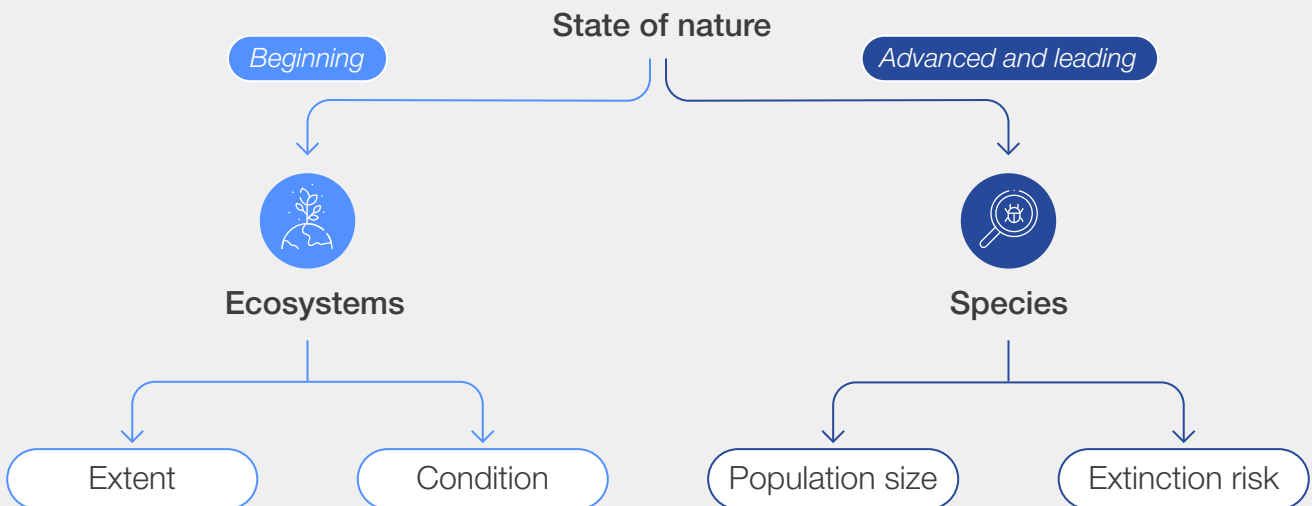 State of nature
Beginning
Advanced and leading
Ecosystems
Species
Extent
Condition
Population size
Extinction risk